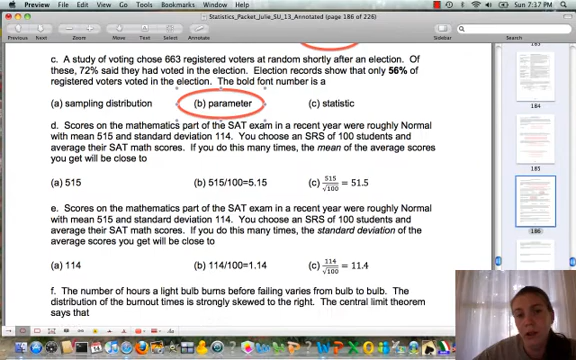 Preview File Edit View Go Tools Bookmarks Window Help
Sun 7:37 PM
Statistics_Packet_Julie_SU_13_Annotated (page 186 of 226)
Previous Next Zoom Move Text Select Annotate Sidebar Search
c. A study of voting chose 663 registered voters at random shortly after an election. Of
these, 72% said they had voted in the election. Election records show that only 56% of
registered voters voted in the election. The bold font number is a
(a) sampling distribution (b) parameter (c) statistic
d. Scores on the mathematics part of the SAT exam in a recent year were roughly Normal
with mean 515 and standard deviation 114. You choose an SRS of 100 students and
average their SAT math scores. If you do this many times, the mean of the average scores
you get will be close to
(a) 515 (b) 515/100=5.15 (c) 515/√100 = 51.5
e. Scores on the mathematics part of the SAT exam in a recent year were roughly Normal
with mean 515 and standard deviation 114. You choose an SRS of 100 students and
average their SAT math scores. If you do this many times, the standard deviation of the
average scores you get will be close to
(a) 114 (b) 114/100=1.14 (c) 114/√100 = 11.4
f. The number of hours a light bulb burns before failing varies from bulb to bulb. The
distribution of the burnout times is strongly skewed to the right. The central limit theorem
says that
183
184
185
186